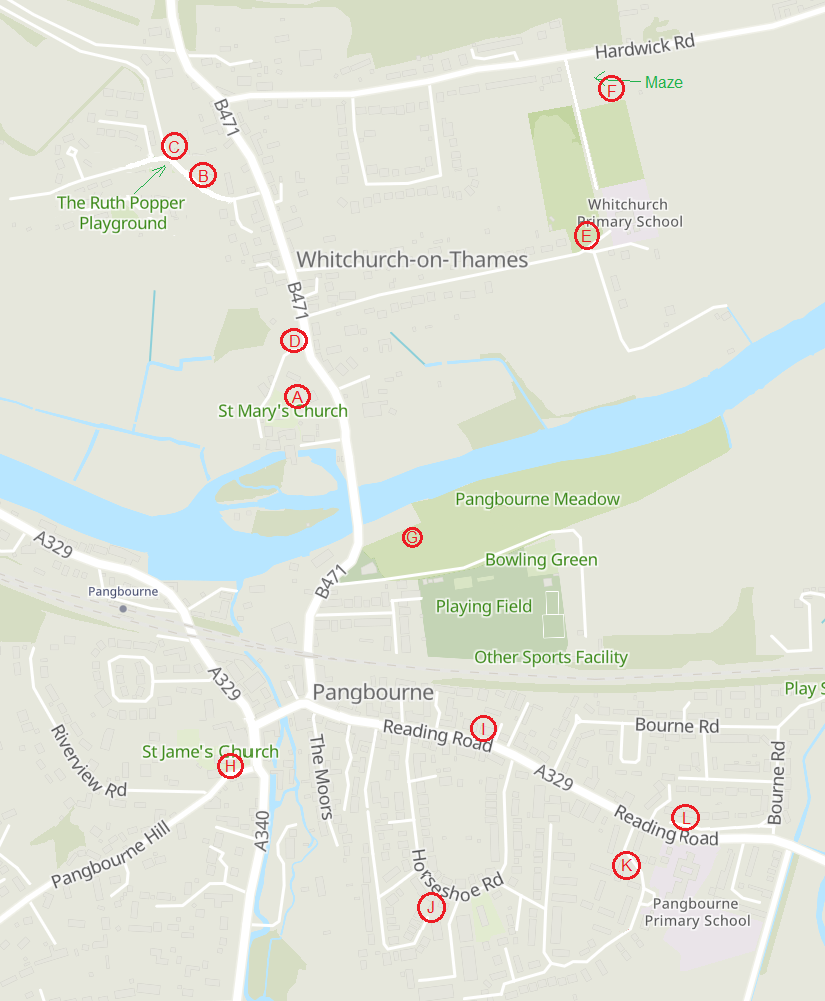 Hardwick Rd
Maze
F
B471
C
B
The Ruth Popper
Playground
Whitchurch
Primary School
E
Whitchurch-on-Thames
B471
D
A
St Mary's Church
Pangbourne Meadow
G
A329
Bowling Green
B471
Pangbourne
Playing Field
Other Sports Facility
A329
Pangbourne
Play S
Reading Road
I
Bourne Rd
Riverview Rd
St Jame's Church
H
The Moors
A329
Bourne Rd
Reading Road
L
A340
Pangbourne Hill
Horseshoe Rd
K
J
Pangbourne
Primary School